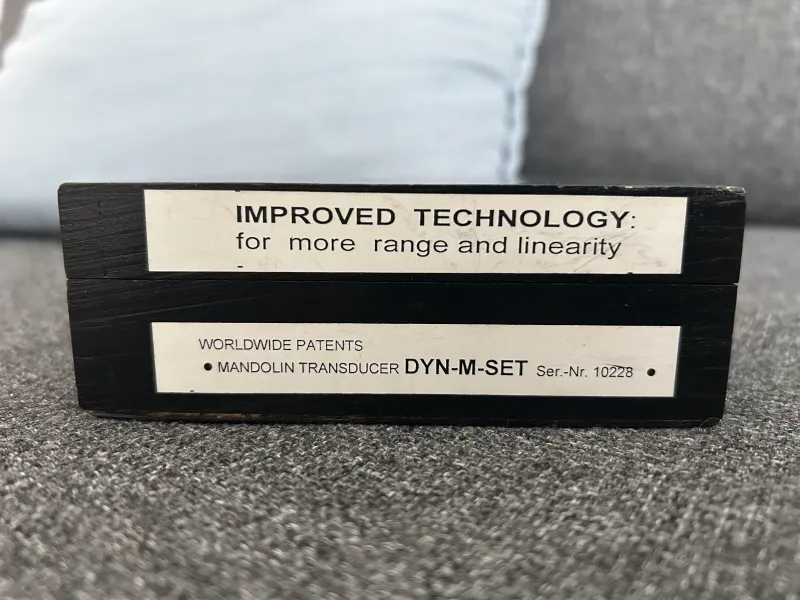 IMPROVED TECHNOLOGY:
for more range and linearity
WORLDWIDE PATENTS
• MANDOLIN TRANSDUCER DYN-M-SET Ser.-Nr. 10228 •